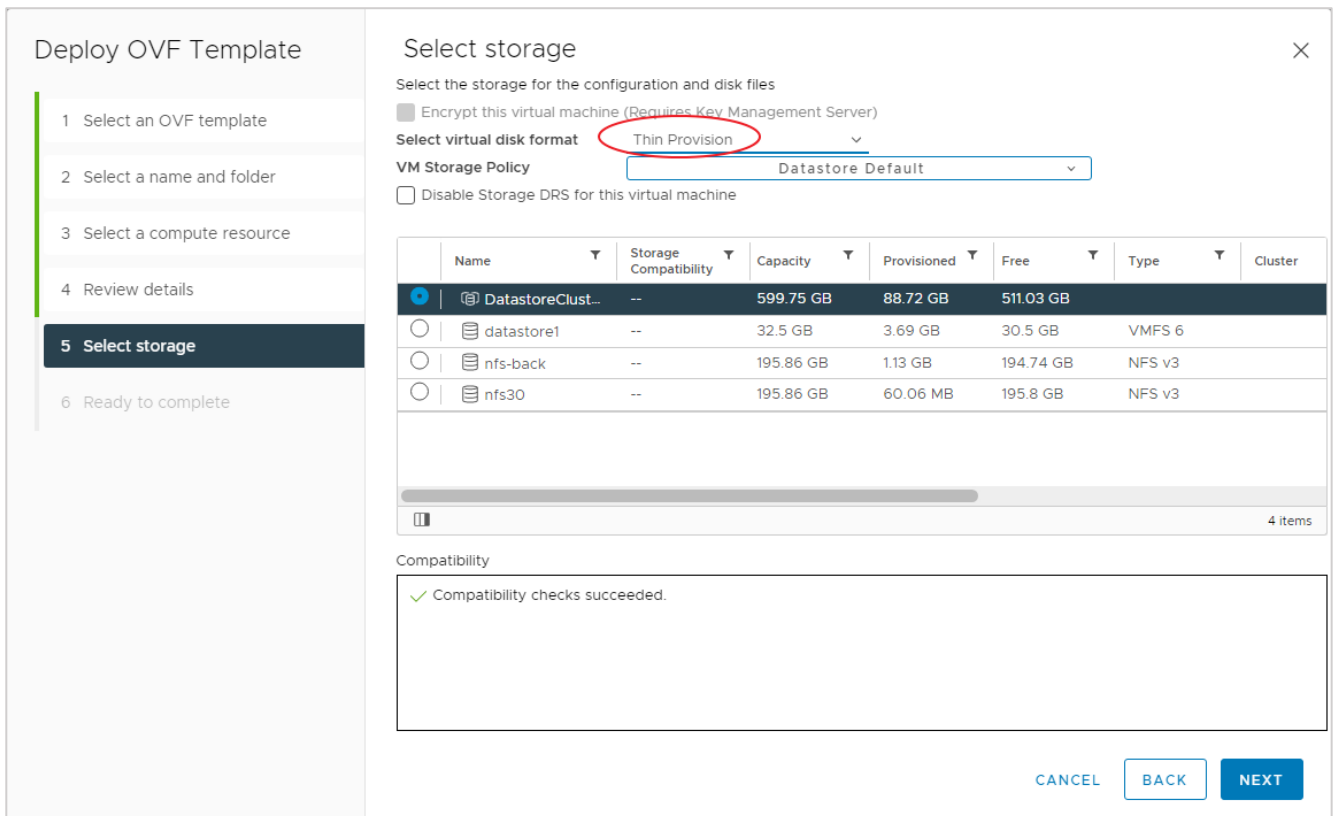 Deploy OVF Template
1 Select an OVF template
2 Select a name and folder
3 Select a compute resource
4 Review details
5 Select storage
6 Ready to complete
Select storage
Select the storage for the configuration and disk files
Encrypt this virtual machine (Requires Key Management Server)
Select virtual disk format Thin Provision
VM Storage Policy Datastore Default
Disable Storage DRS for this virtual machine
Name Storage Compatibility Capacity Provisioned Free Type Cluster
DatastoreClust... -- 599.75 GB 88.72 GB 511.03 GB
datastore1 -- 32.5 GB 3.69 GB 30.5 GB VMFS 6
nfs-back -- 195.86 GB 1.13 GB 194.74 GB NFS v3
nfs30 -- 195.86 GB 60.06 MB 195.8 GB NFS v3
4 items
Compatibility
Compatibility checks succeeded.
CANCEL BACK NEXT